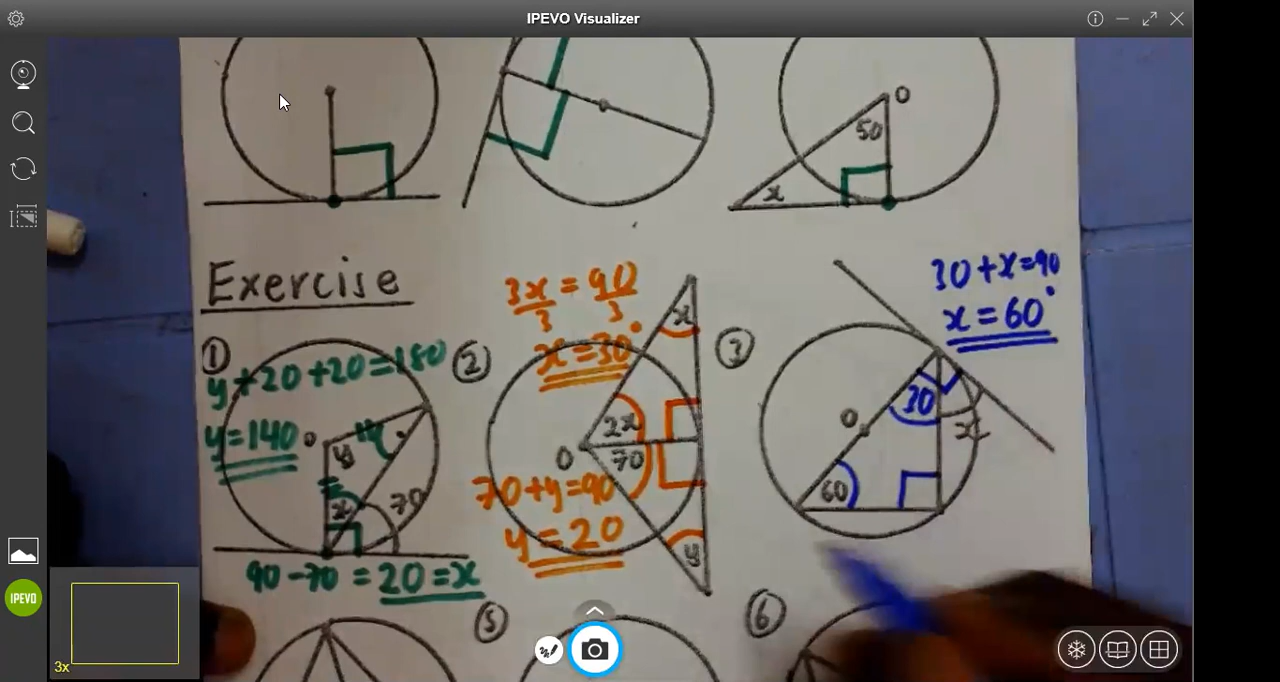 IPEVO Visualizer
O
50
x
Exercise
①
y+20+20=180
y=140
O
y
x
70
90-70=20=x
②
3x = 90
3 3
x=30°
x
2x
O
70
70+y=90
y=20
y
③
30+x=90
x=60°
30
O
x
60
⑤
⑥
IPEVO
3x